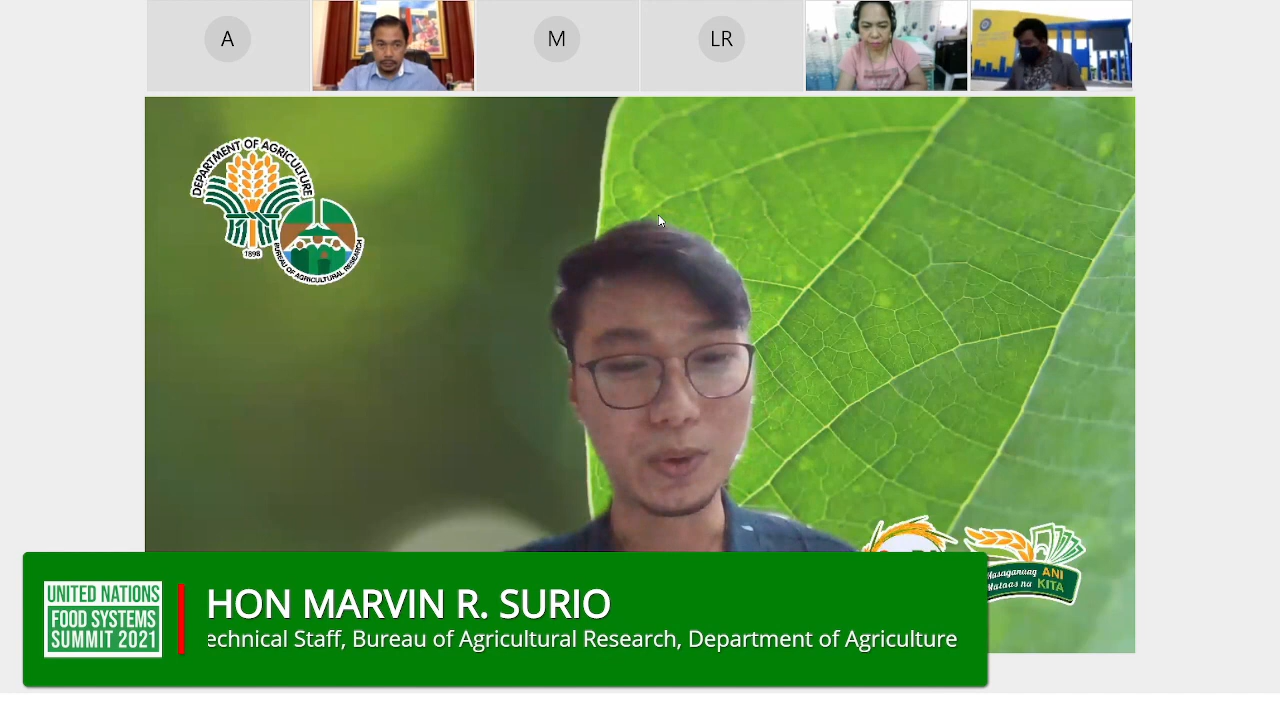 A
M
LR
DEPARTMENT OF AGRICULTURE
1898
BUREAU OF AGRICULTURAL RESEARCH
Masaganang ANI
Mataas na KITA
UNITED NATIONS
FOOD SYSTEMS
SUMMIT 2021
HON MARVIN R. SURIO
echnical Staff, Bureau of Agricultural Research, Department of Agriculture